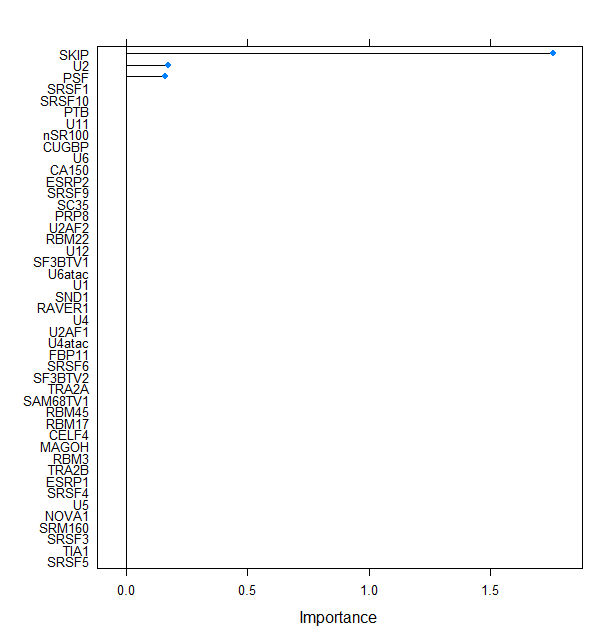 SKIP
U2
PSF
SRSF1
SRSF10
PTB
U11
nSR100
CUGBP
U6
CA150
ESRP2
SRSF9
SC35
PRP8
U2AF2
RBM22
U12
SF3BTV1
U6atac
U1
SND1
RAVER1
U4
U2AF1
U4atac
FBP11
SRSF6
SF3BTV2
TRA2A
SAM68TV1
RBM45
RBM17
CELF4
MAGOH
RBM3
TRA2B
ESRP1
SRSF4
U5
NOVA1
SRM160
SRSF3
TIA1
SRSF5
0.0 0.5 1.0 1.5
Importance